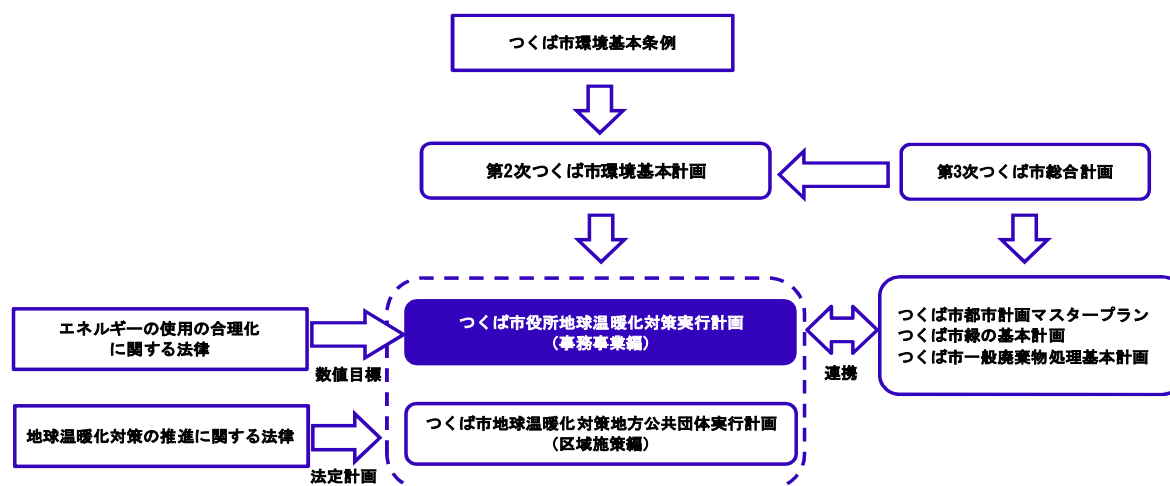 つくば市環境基本条例
第2次つくば市環境基本計画
第3次つくば市総合計画
エネルギーの使用の合理化
に関する法律
数値目標
つくば市役所地球温暖化対策実行計画
（事務事業編）
連携
つくば市都市計画マスタープラン
つくば市緑の基本計画
つくば市一般廃棄物処理基本計画
地球温暖化対策の推進に関する法律
法定計画
つくば市地球温暖化対策地方公共団体実行計画
（区域施策編）